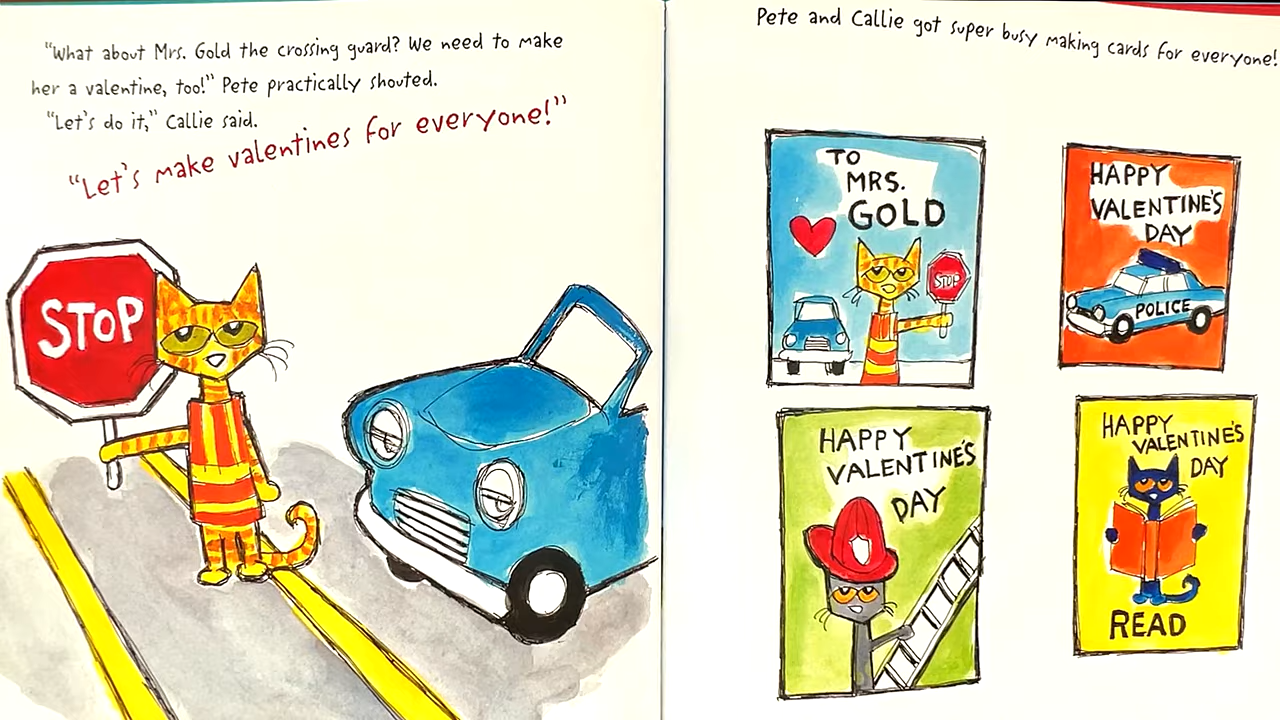 “What about Mrs. Gold the crossing guard? We need to make
her a valentine, too!” Pete practically shouted.
“Let’s do it,” Callie said.
“Let’s make valentines for everyone!”
STOP
Pete and Callie got super busy making cards for everyone!
TO
MRS.
GOLD
STOP
HAPPY
VALENTINE'S
DAY
POLICE
HAPPY
VALENTINE'S
DAY
HAPPY
VALENTINE'S
DAY
READ